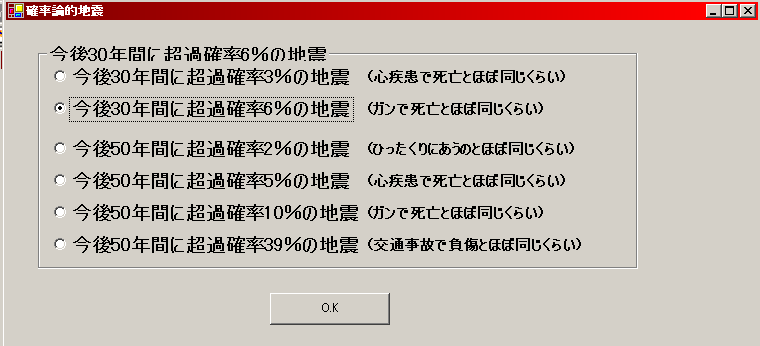 確率論的地震
今後30年間に超過確率6%の地震
今後30年間に超過確率3%の地震 (心疾患で死亡とほぼ同じくらい)
今後30年間に超過確率6%の地震 (ガンで死亡とほぼ同じくらい)
今後50年間に超過確率2%の地震 (ひったくりにあうのとほぼ同じくらい)
今後50年間に超過確率5%の地震 (心疾患で死亡とほぼ同じくらい)
今後50年間に超過確率10%の地震 (ガンで死亡とほぼ同じくらい)
今後50年間に超過確率39%の地震 (交通事故で負傷とほぼ同じくらい)
O.K